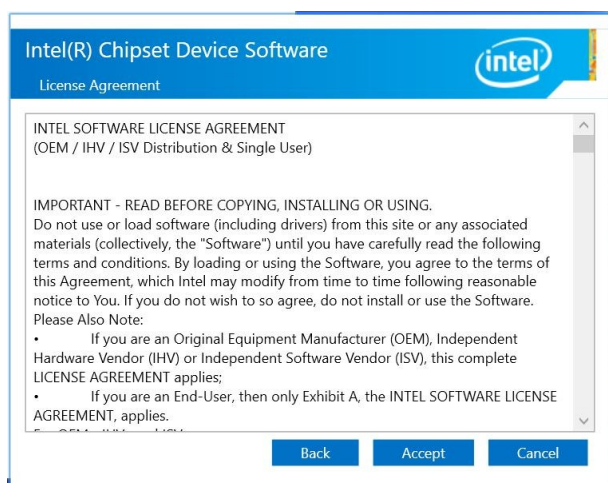 Intel(R) Chipset Device Software
intel
License Agreement
INTEL SOFTWARE LICENSE AGREEMENT
(OEM / IHV / ISV Distribution & Single User)
IMPORTANT - READ BEFORE COPYING, INSTALLING OR USING.
Do not use or load software (including drivers) from this site or any associated
materials (collectively, the "Software") until you have carefully read the following
terms and conditions. By loading or using the Software, you agree to the terms of
this Agreement, which Intel may modify from time to time following reasonable
notice to You. If you do not wish to so agree, do not install or use the Software.
Please Also Note:
• If you are an Original Equipment Manufacturer (OEM), Independent
Hardware Vendor (IHV) or Independent Software Vendor (ISV), this complete
LICENSE AGREEMENT applies;
• If you are an End-User, then only Exhibit A, the INTEL SOFTWARE LICENSE
AGREEMENT, applies.
Back Accept Cancel